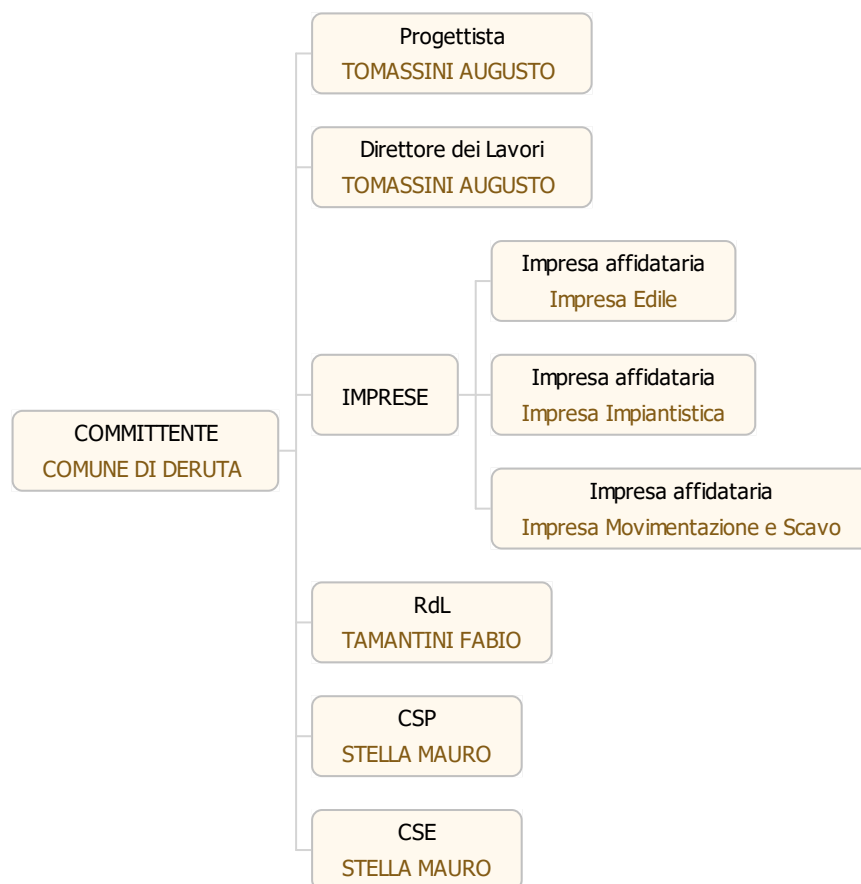 Progettista
TOMASSINI AUGUSTO
Direttore dei Lavori
TOMASSINI AUGUSTO
Impresa affidataria
Impresa Edile
Impresa affidataria
Impresa Impiantistica
IMPRESE
COMMITTENTE
COMUNE DI DERUTA
Impresa affidataria
Impresa Movimentazione e Scavo
RdL
TAMANTINI FABIO
CSP
STELLA MAURO
CSE
STELLA MAURO